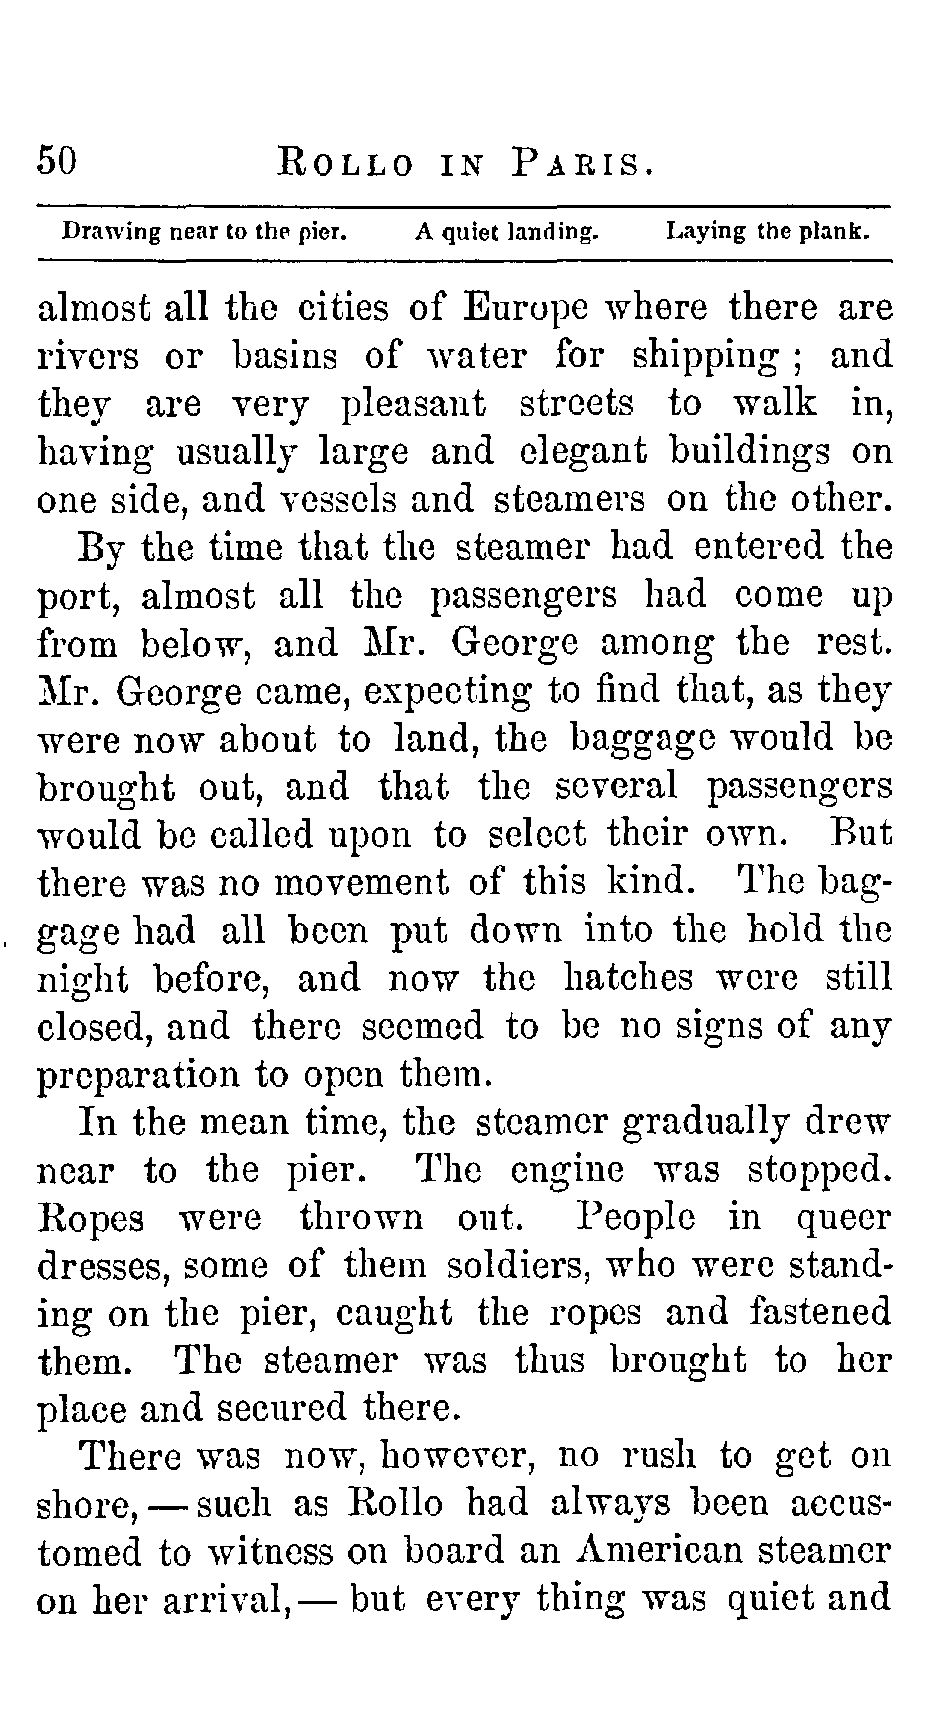 50 ROLLO IN PARIS.
Drawing near to the pier. A quiet landing. Laying the plank.
almost all the cities of Europe where there are
rivers or basins of water for shipping ; and
they are very pleasant streets to walk in,
having usually large and elegant buildings on
one side, and vessels and steamers on the other.
By the time that the steamer had entered the
port, almost all the passengers had come up
from below, and Mr. George among the rest.
Mr. George came, expecting to find that, as they
were now about to land, the baggage would be
brought out, and that the several passengers
would be called upon to select their own. But
there was no movement of this kind. The bag-
gage had all been put down into the hold the
night before, and now the hatches were still
closed, and there seemed to be no signs of any
preparation to open them.
In the mean time, the steamer gradually drew
near to the pier. The engine was stopped.
Ropes were thrown out. People in queer
dresses, some of them soldiers, who were stand-
ing on the pier, caught the ropes and fastened
them. The steamer was thus brought to her
place and secured there.
There was now, however, no rush to get on
shore, — such as Rollo had always been accus-
tomed to witness on board an American steamer
on her arrival, — but every thing was quiet and